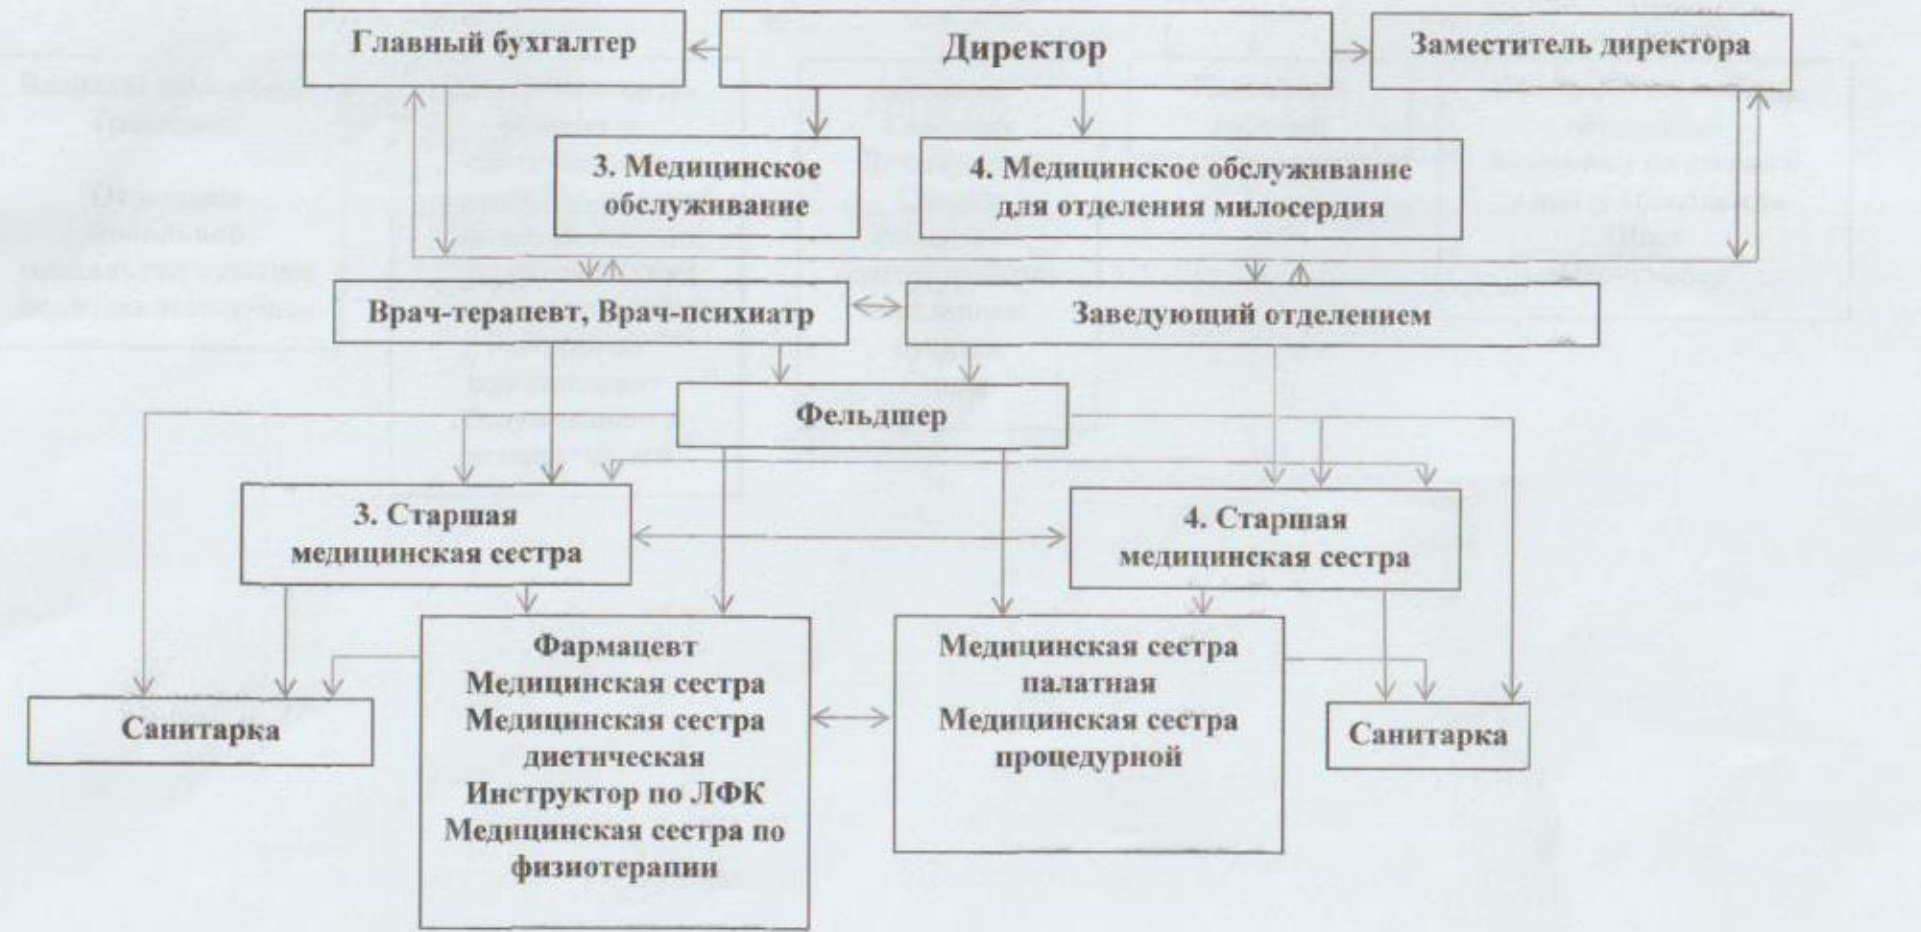 Главный бухгалтер
Директор
Заместитель директора
3. Медицинское
обслуживание
4. Медицинское обслуживание
для отделения милосердия
Врач-терапевт, Врач-психиатр
Заведующий отделением
Фельдшер
3. Старшая
медицинская сестра
4. Старшая
медицинская сестра
Санитарка
Фармацевт
Медицинская сестра
Медицинская сестра
диетическая
Инструктор по ЛФК
Медицинская сестра по
физиотерапии
Медицинская сестра
палатная
Медицинская сестра
процедурной
Санитарка